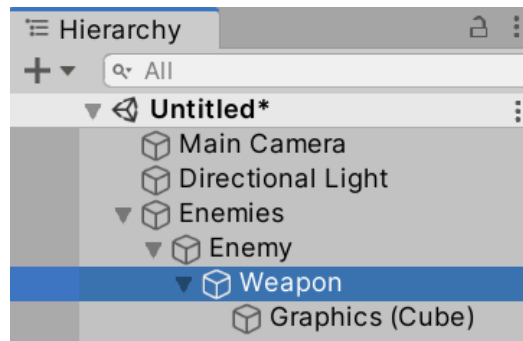 Hierarchy
All
Untitled*
Main Camera
Directional Light
Enemies
Enemy
Weapon
Graphics (Cube)